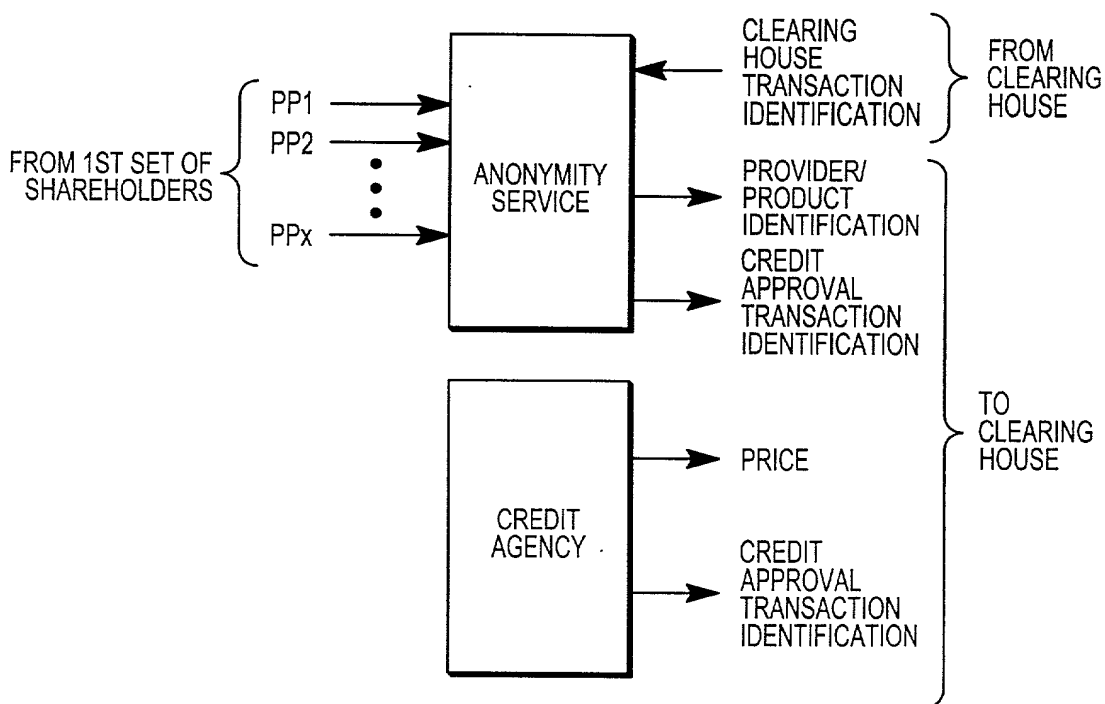 FROM 1ST SET OF
SHAREHOLDERS
PP1
PP2
PPx
ANONYMITY
SERVICE
CLEARING
HOUSE
TRANSACTION
IDENTIFICATION
FROM
CLEARING
HOUSE
PROVIDER/
PRODUCT
IDENTIFICATION
CREDIT
APPROVAL
TRANSACTION
IDENTIFICATION
CREDIT
AGENCY
PRICE
CREDIT
APPROVAL
TRANSACTION
IDENTIFICATION
TO
CLEARING
HOUSE